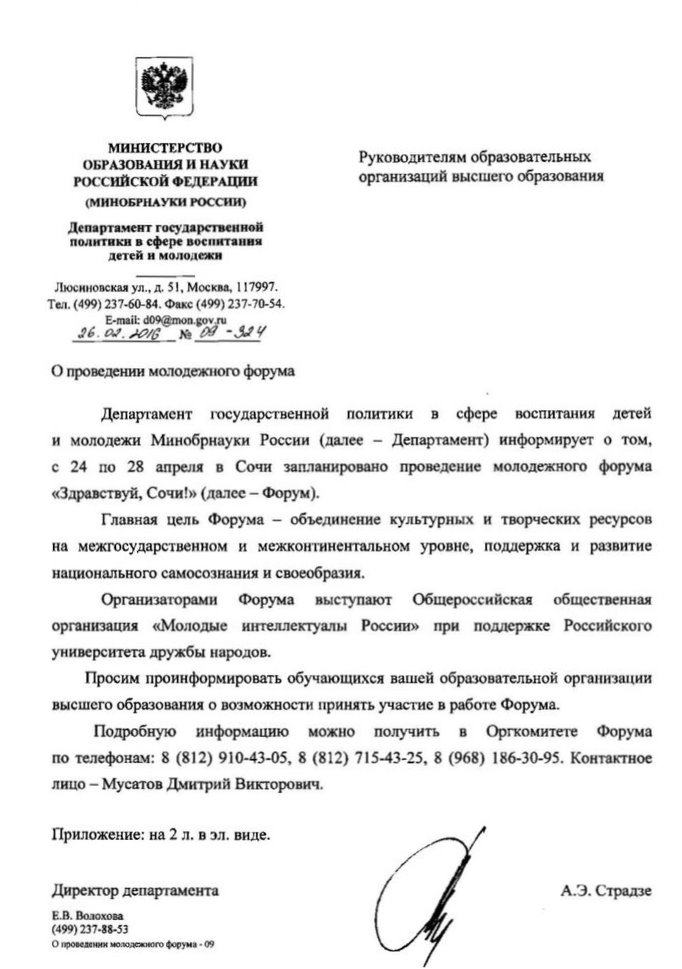 МИНИСТЕРСТВО
ОБРАЗОВАНИЯ И НАУКИ
РОССИЙСКОЙ ФЕДЕРАЦИИ
(МИНОБРНАУКИ РОССИИ)
Департамент государственной
политики в сфере воспитания
детей и молодежи
Люсиновская ул., д. 51, Москва, 117997.
Тел. (499) 237-60-84. Факс (499) 237-70-54.
E-mail: d09@mon.gov.ru
26.02.2016 № 09-324
Руководителям образовательных
организаций высшего образования
О проведении молодежного форума
Департамент государственной политики в сфере воспитания детей
и молодежи Минобрнауки России (далее – Департамент) информирует о том,
с 24 по 28 апреля в Сочи запланировано проведение молодежного форума
«Здравствуй, Сочи!» (далее – Форум).
Главная цель Форума – объединение культурных и творческих ресурсов
на межгосударственном и межконтинентальном уровне, поддержка и развитие
национального самосознания и своеобразия.
Организаторами Форума выступают Общероссийская общественная
организация «Молодые интеллектуалы России» при поддержке Российского
университета дружбы народов.
Просим проинформировать обучающихся вашей образовательной организации
высшего образования о возможности принять участие в работе Форума.
Подробную информацию можно получить в Оргкомитете Форума
по телефонам: 8 (812) 910-43-05, 8 (812) 715-43-25, 8 (968) 186-30-95. Контактное
лицо – Мусатов Дмитрий Викторович.
Приложение: на 2 л. в эл. виде.
Директор департамента
А.Э. Страдзе
Е.В. Волохова
(499) 237-88-53
О проведении молодежного форума - 09